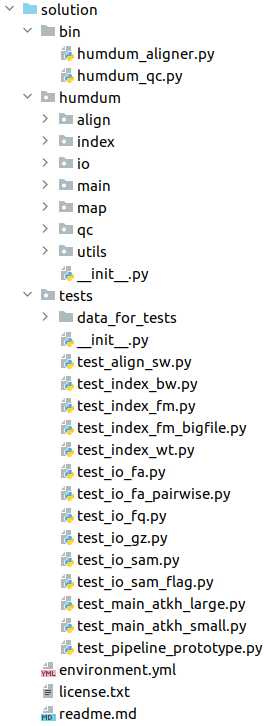 solution
bin
humdum_aligner.py
humdum_qc.py
humdum
align
index
io
main
map
qc
utils
__init__.py
tests
data_for_tests
__init__.py
test_align_sw.py
test_index_bw.py
test_index_fm.py
test_index_fm_bigfile.py
test_index_wt.py
test_io_fa.py
test_io_fa_pairwise.py
test_io_fq.py
test_io_gz.py
test_io_sam.py
test_io_sam_flag.py
test_main_atkh_large.py
test_main_atkh_small.py
test_pipeline_prototype.py
YML environment.yml
license.txt
MD readme.md